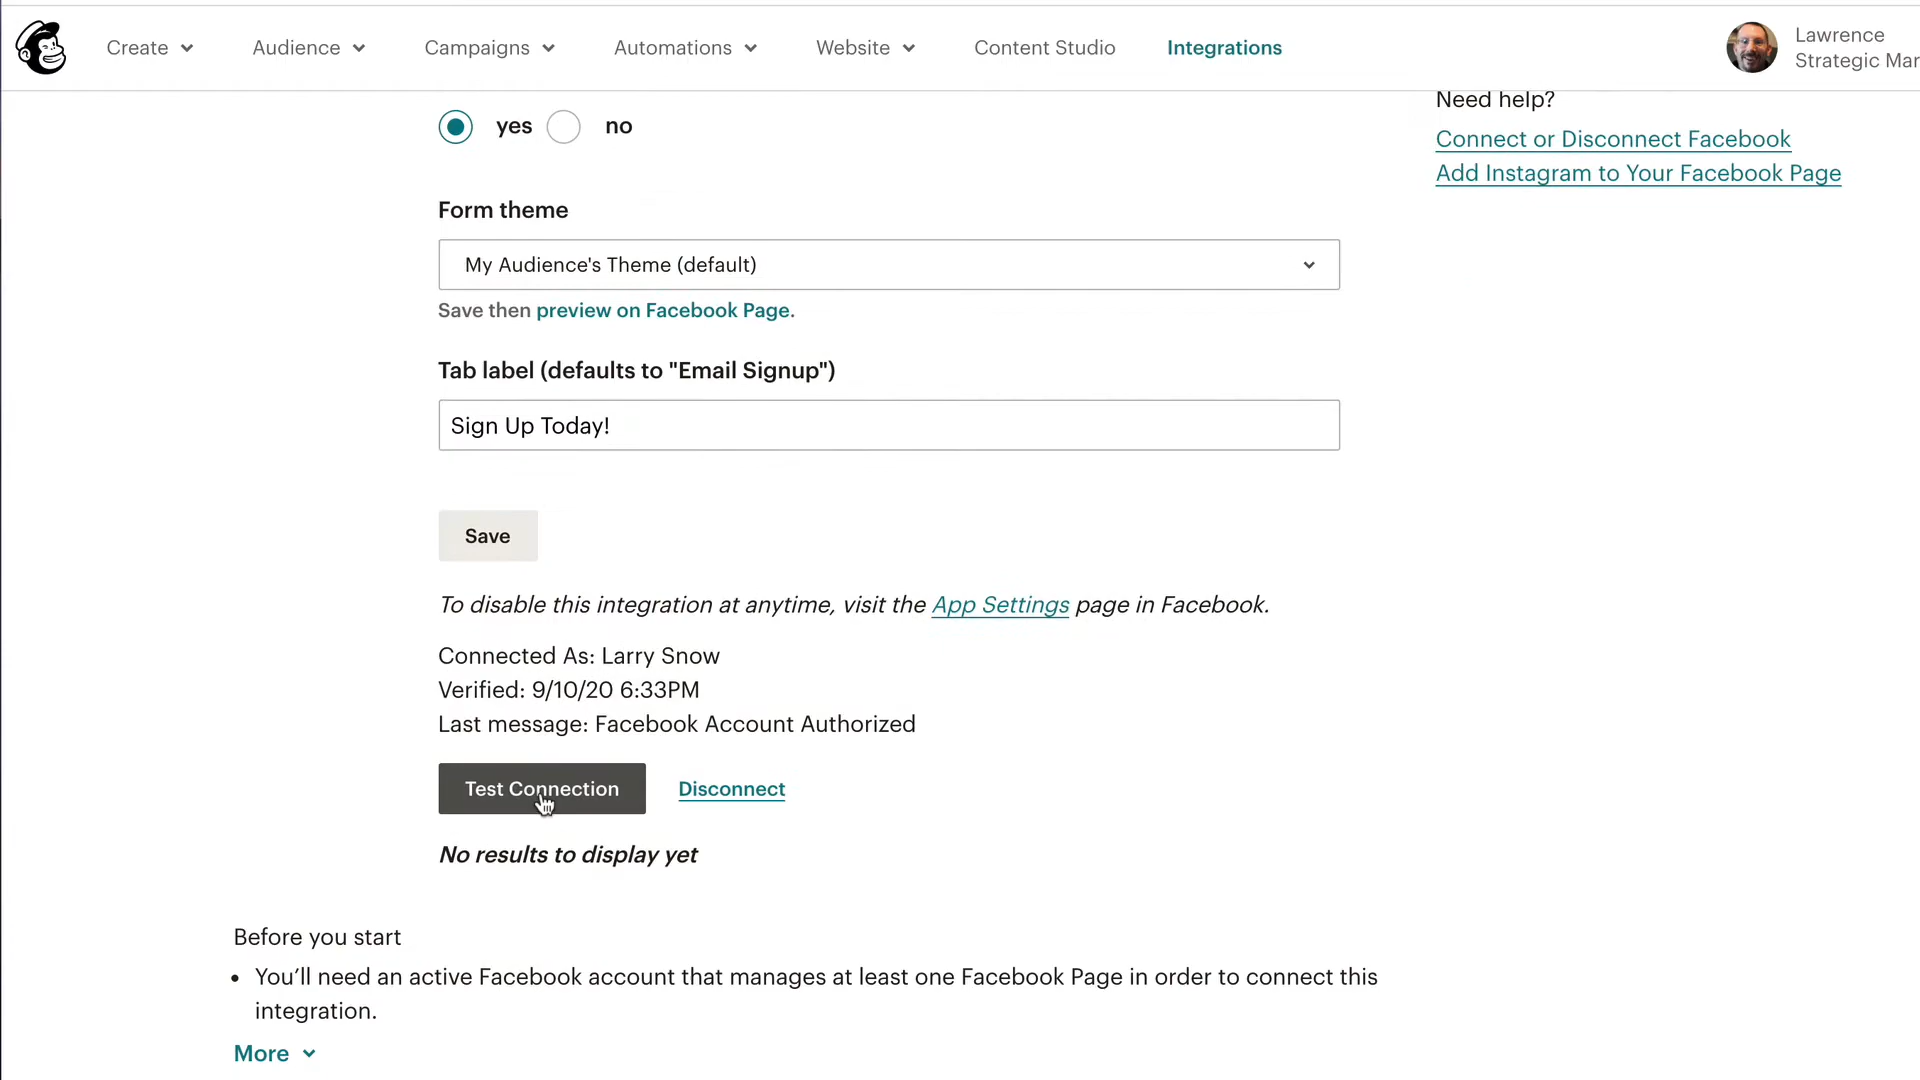 Create
Audience
Campaigns
Automations
Website
Content Studio
Integrations
Lawrence
Strategic Mar
Need help?
Connect or Disconnect Facebook
Add Instagram to Your Facebook Page
yes
no
Form theme
My Audience's Theme (default)
Save then preview on Facebook Page.
Tab label (defaults to "Email Signup")
Sign Up Today!
Save
To disable this integration at anytime, visit the App Settings page in Facebook.
Connected As: Larry Snow
Verified: 9/10/20 6:33PM
Last message: Facebook Account Authorized
Test Connection
Disconnect
No results to display yet
Before you start
• You’ll need an active Facebook account that manages at least one Facebook Page in order to connect this
integration.
More